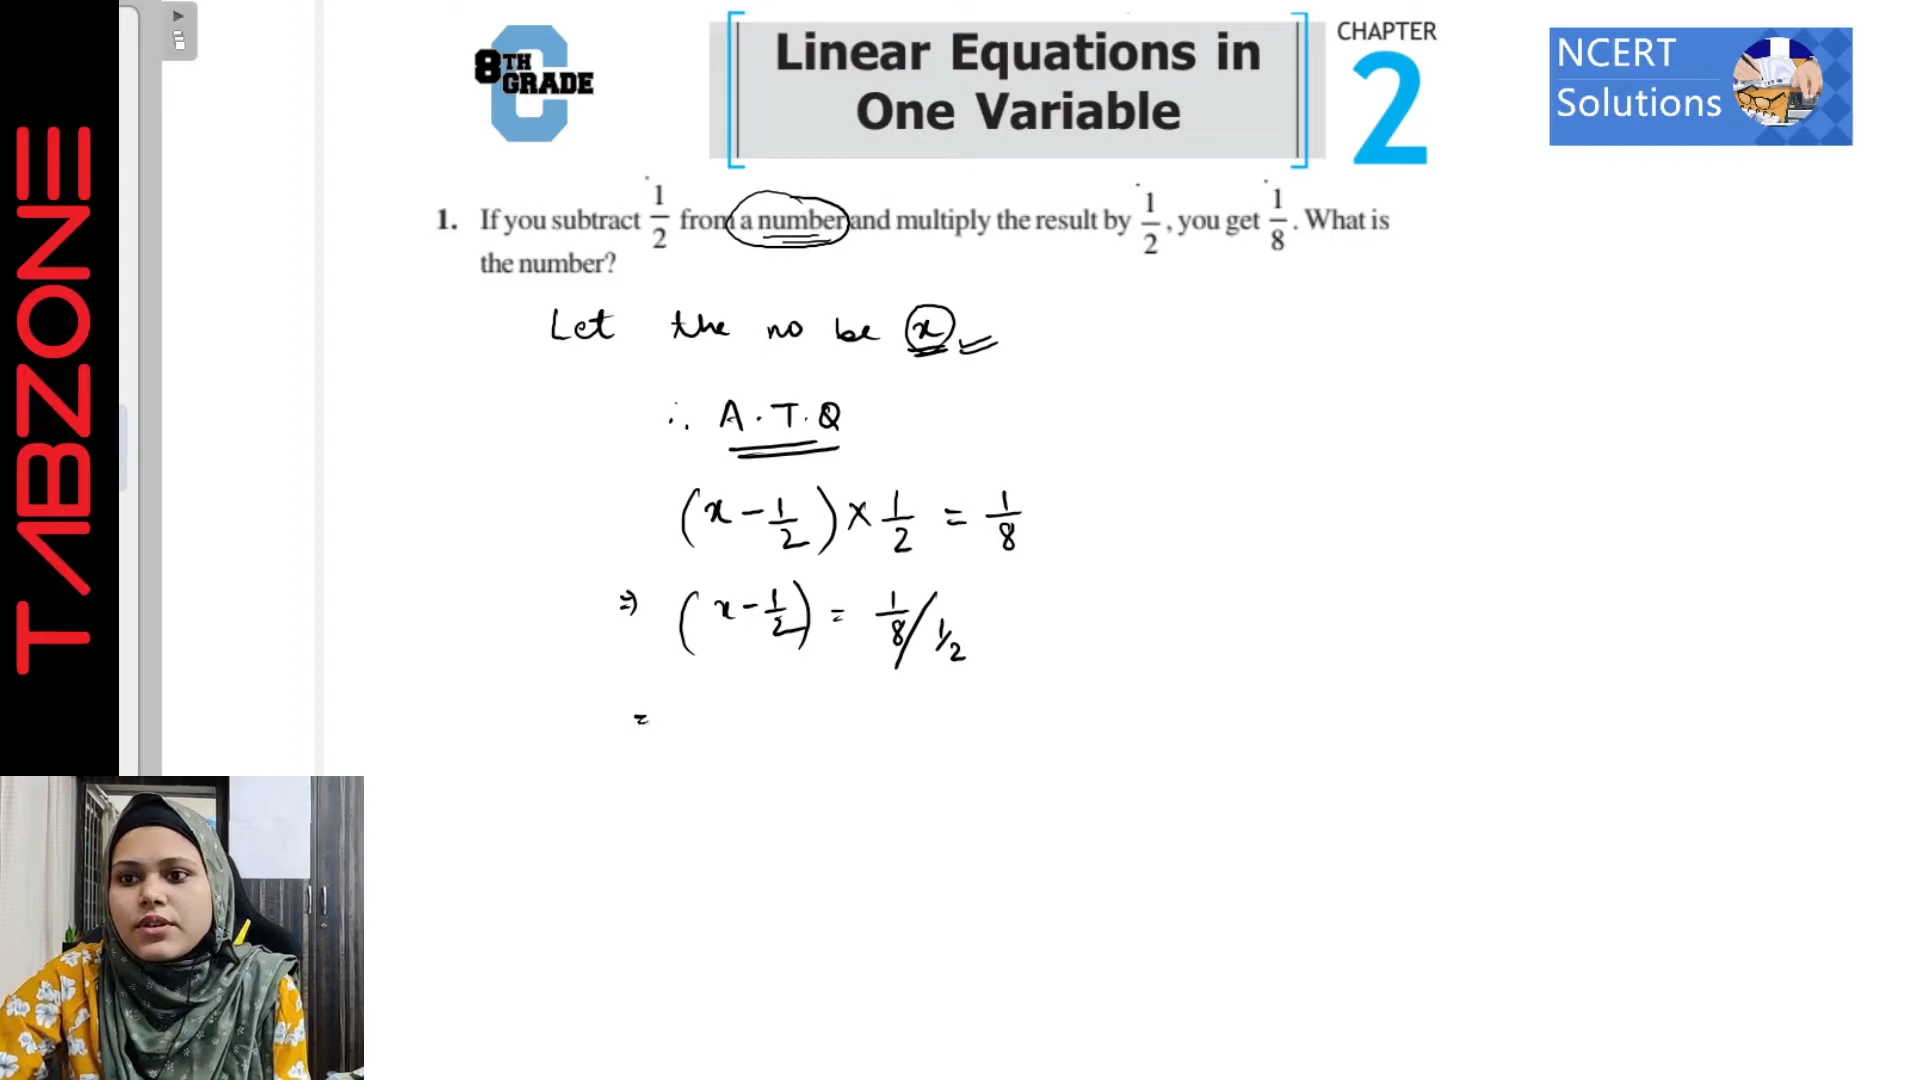 TABZONE
8TH
GRADE
Linear Equations in
One Variable
CHAPTER
2
NCERT
Solutions
1. If you subtract 1/2 from a number and multiply the result by 1/2, you get 1/8. What is
the number?
Let the no be x
∴ A.T.Q
(x - 1/2) × 1/2 = 1/8
⇒ (x - 1/2) = 1/8 / 1/2
=